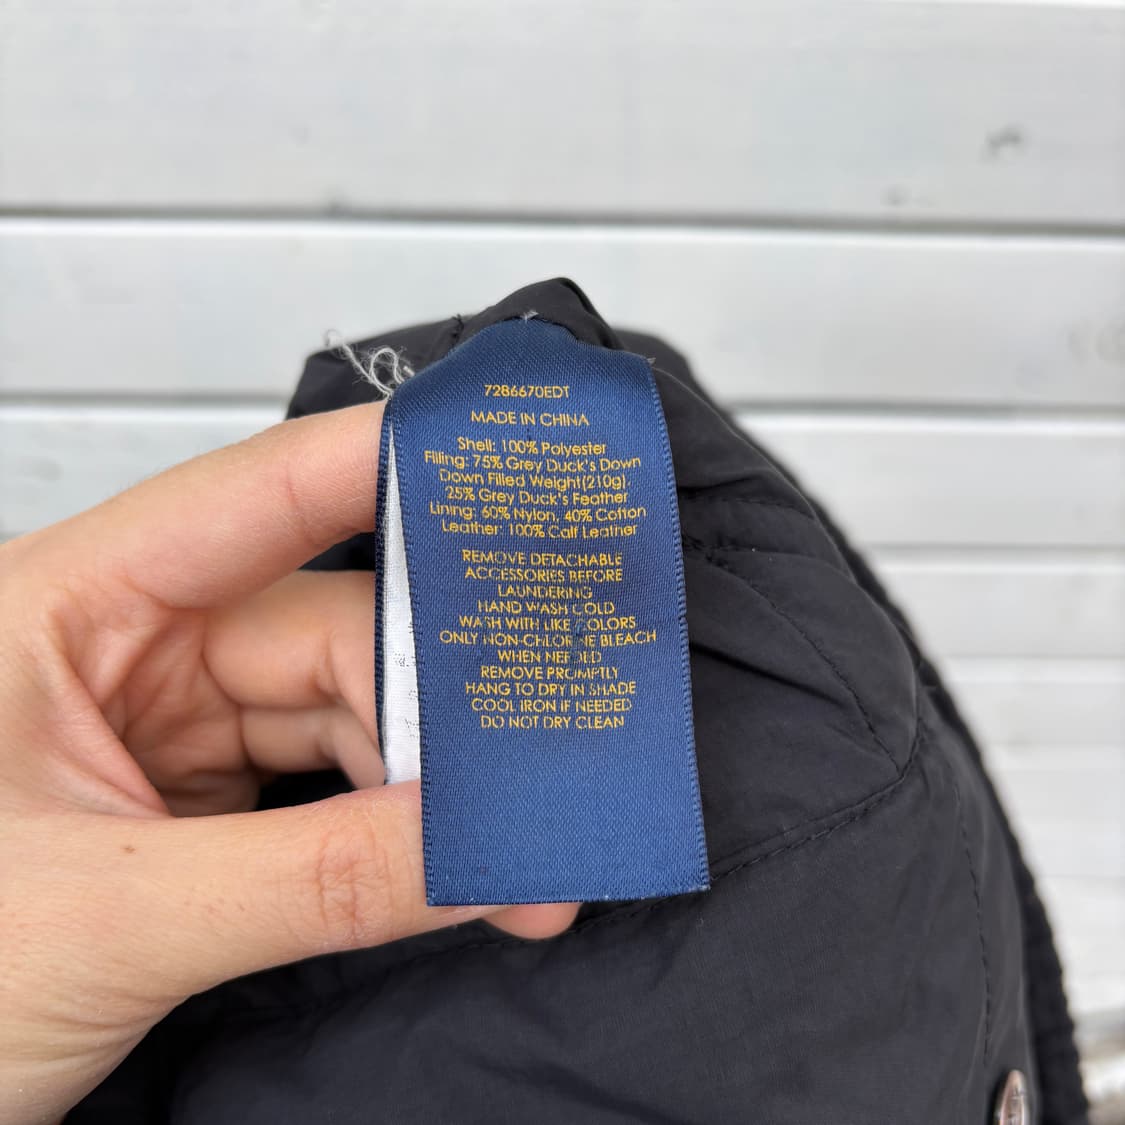 7286670EDT
MADE IN CHINA
Shell: 100% Polyester
Filling: 75% Grey Duck's Down
Down Filled Weight(210g),
25% Grey Duck's Feather
Lining: 60% Nylon, 40% Cotton
Leather: 100% Calf Leather
REMOVE DETACHABLE
ACCESSORIES BEFORE
LAUNDERING
HAND WASH COLD
WASH WITH LIKE COLORS
ONLY NON-CHLORINE BLEACH
WHEN NEEDED
REMOVE PROMPTLY
HANG TO DRY IN SHADE
COOL IRON IF NEEDED
DO NOT DRY CLEAN